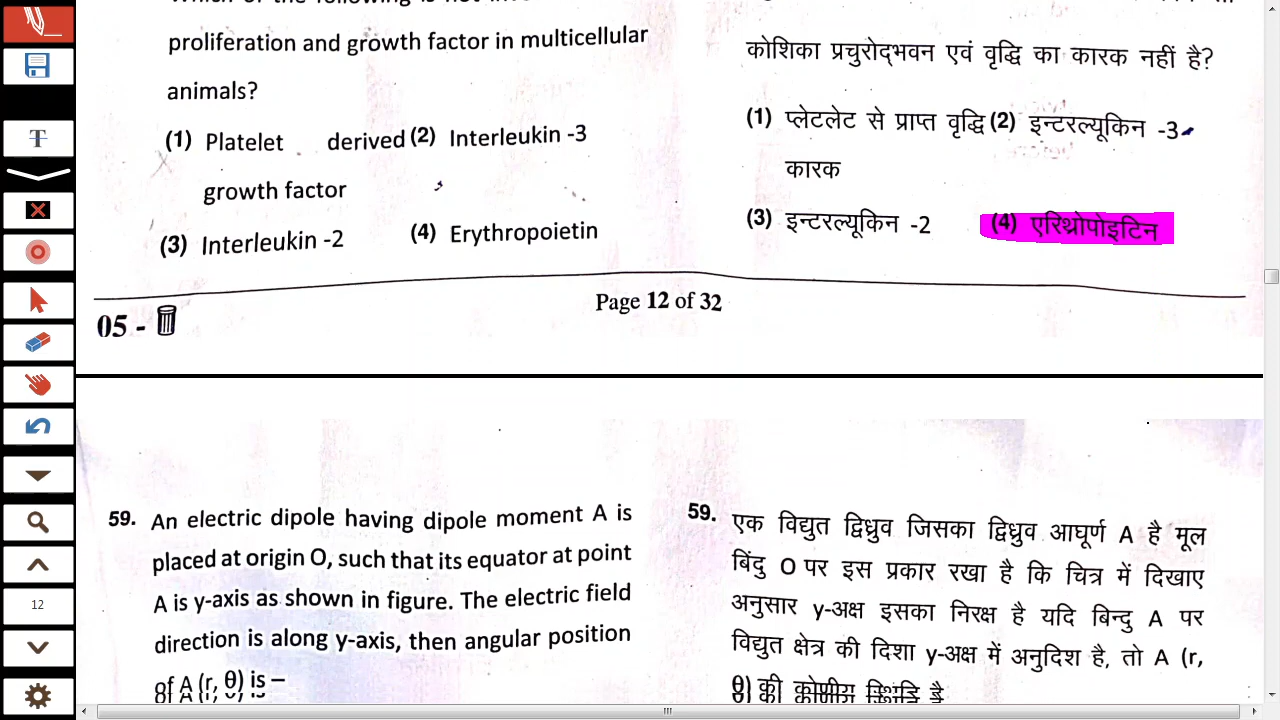 proliferation and growth factor in multicellular
animals?
(1) Platelet derived (2) Interleukin -3
growth factor
(3) Interleukin -2 (4) Erythropoietin
कोशिका प्रचुरोद्भवन एवं वृद्धि का कारक नहीं है?
(1) प्लेटलेट से प्राप्त वृद्धि (2) इन्टरल्यूकिन -3
कारक
(3) इन्टरल्यूकिन -2 (4) एरिथ्रोपोइटिन
Page 12 of 32
05 -
59. An electric dipole having dipole moment A is
placed at origin O, such that its equator at point
A is y-axis as shown in figure. The electric field
direction is along y-axis, then angular position
of A (r, θ) is –
59. एक विद्युत द्विध्रुव जिसका द्विध्रुव आघूर्ण A है मूल
बिंदु O पर इस प्रकार रखा है कि चित्र में दिखाए
अनुसार y-अक्ष इसका निरक्ष है यदि बिन्दु A पर
विद्युत क्षेत्र की दिशा y-अक्ष में अनुदिश है, तो A (r,
θ) की कोणीय स्थिति है
T
12